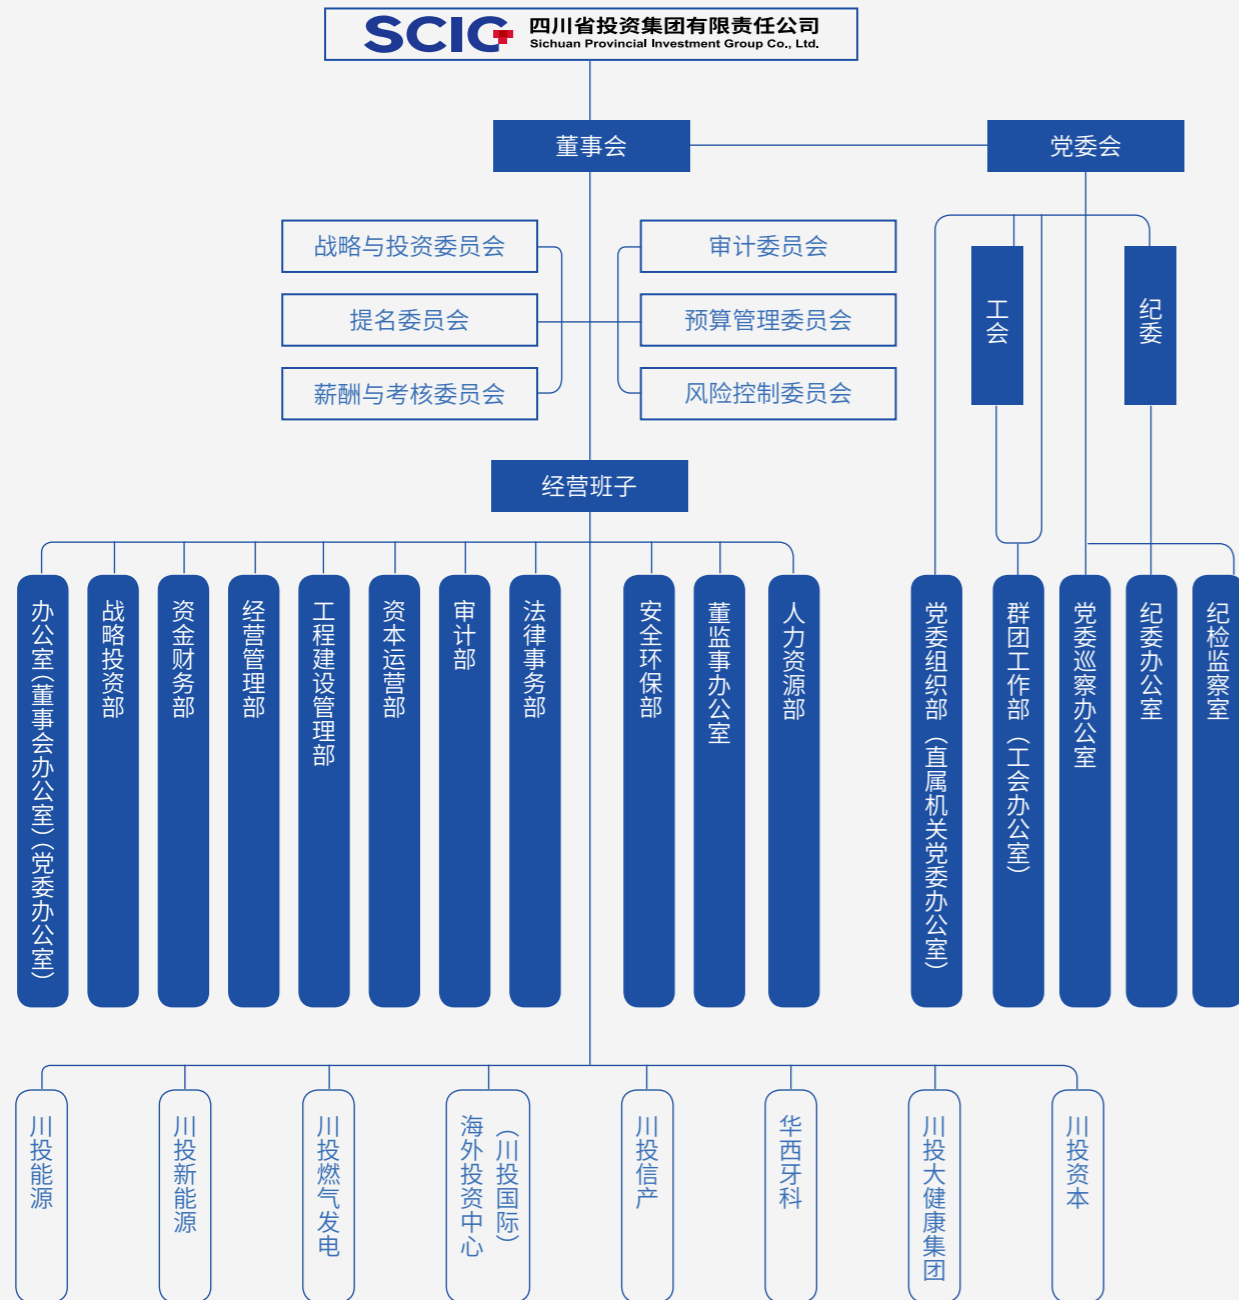 SCIG
四川省投资集团有限责任公司
Sichuan Provincial Investment Group Co., Ltd.
董事会
党委会
战略与投资委员会
审计委员会
提名委员会
预算管理委员会
薪酬与考核委员会
风险控制委员会
工会
纪委
经营班子
办公室（董事会办公室）（党委办公室）
战略投资部
资金财务部
经营管理部
工程建设管理部
资本运营部
审计部
法律事务部
安全环保部
董监事办公室
人力资源部
党委组织部（直属机关党委办公室）
群团工作部（工会办公室）
党委巡察办公室
纪委办公室
纪检监察室
川投能源
川投新能源
川投燃气发电
（川投国际）
海外投资中心
川投信产
华西牙科
川投大健康集团
川投资本